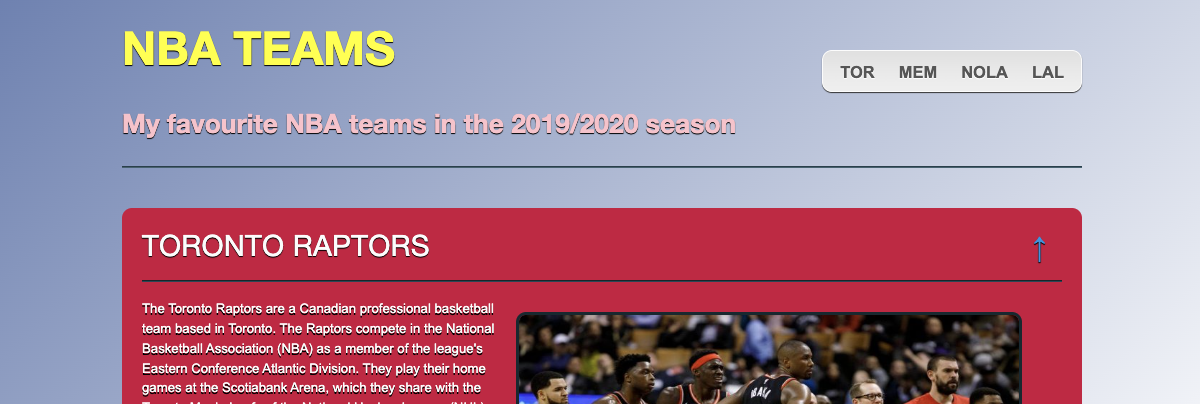 NBA TEAMS
TOR MEM NOLA LAL
My favourite NBA teams in the 2019/2020 season
TORONTO RAPTORS
↑
The Toronto Raptors are a Canadian professional basketball
team based in Toronto. The Raptors compete in the National
Basketball Association (NBA) as a member of the league's
Eastern Conference Atlantic Division. They play their home
games at the Scotiabank Arena, which they share with the
IBAKA